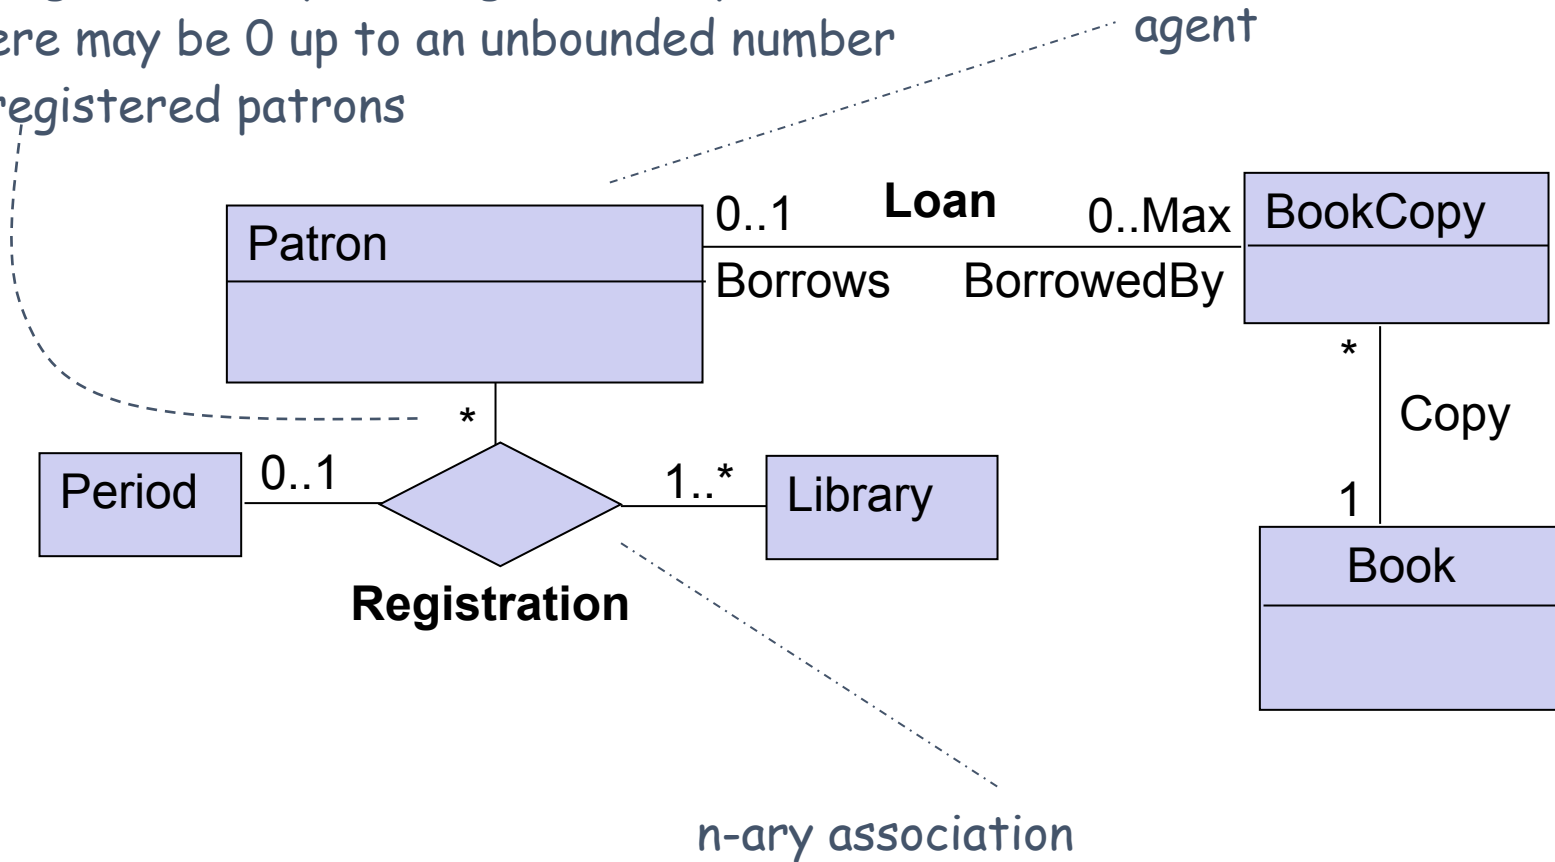 ere may be 0 up to an unbounded number
registered patrons
agent
Patron
0..1
Loan
0..Max
BookCopy
Borrows
BorrowedBy
*
Copy
1
Book
*
Period
0..1
1..*
Library
Registration
n-ary association